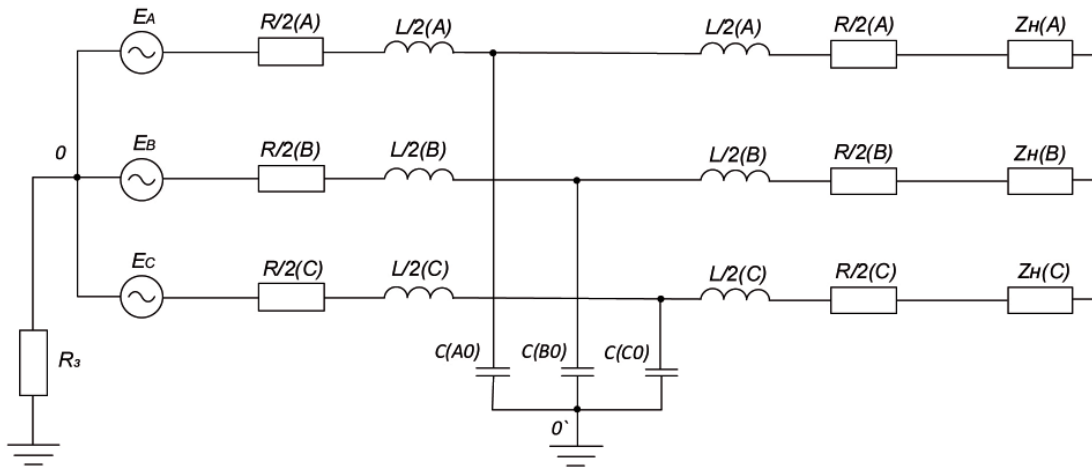 EA R/2(A) L/2(A) L/2(A) R/2(A) Zн(A)
0 EB R/2(B) L/2(B) L/2(B) R/2(B) Zн(B)
EC R/2(C) L/2(C) L/2(C) R/2(C) Zн(C)
Rз C(A0) C(B0) C(C0)
0`